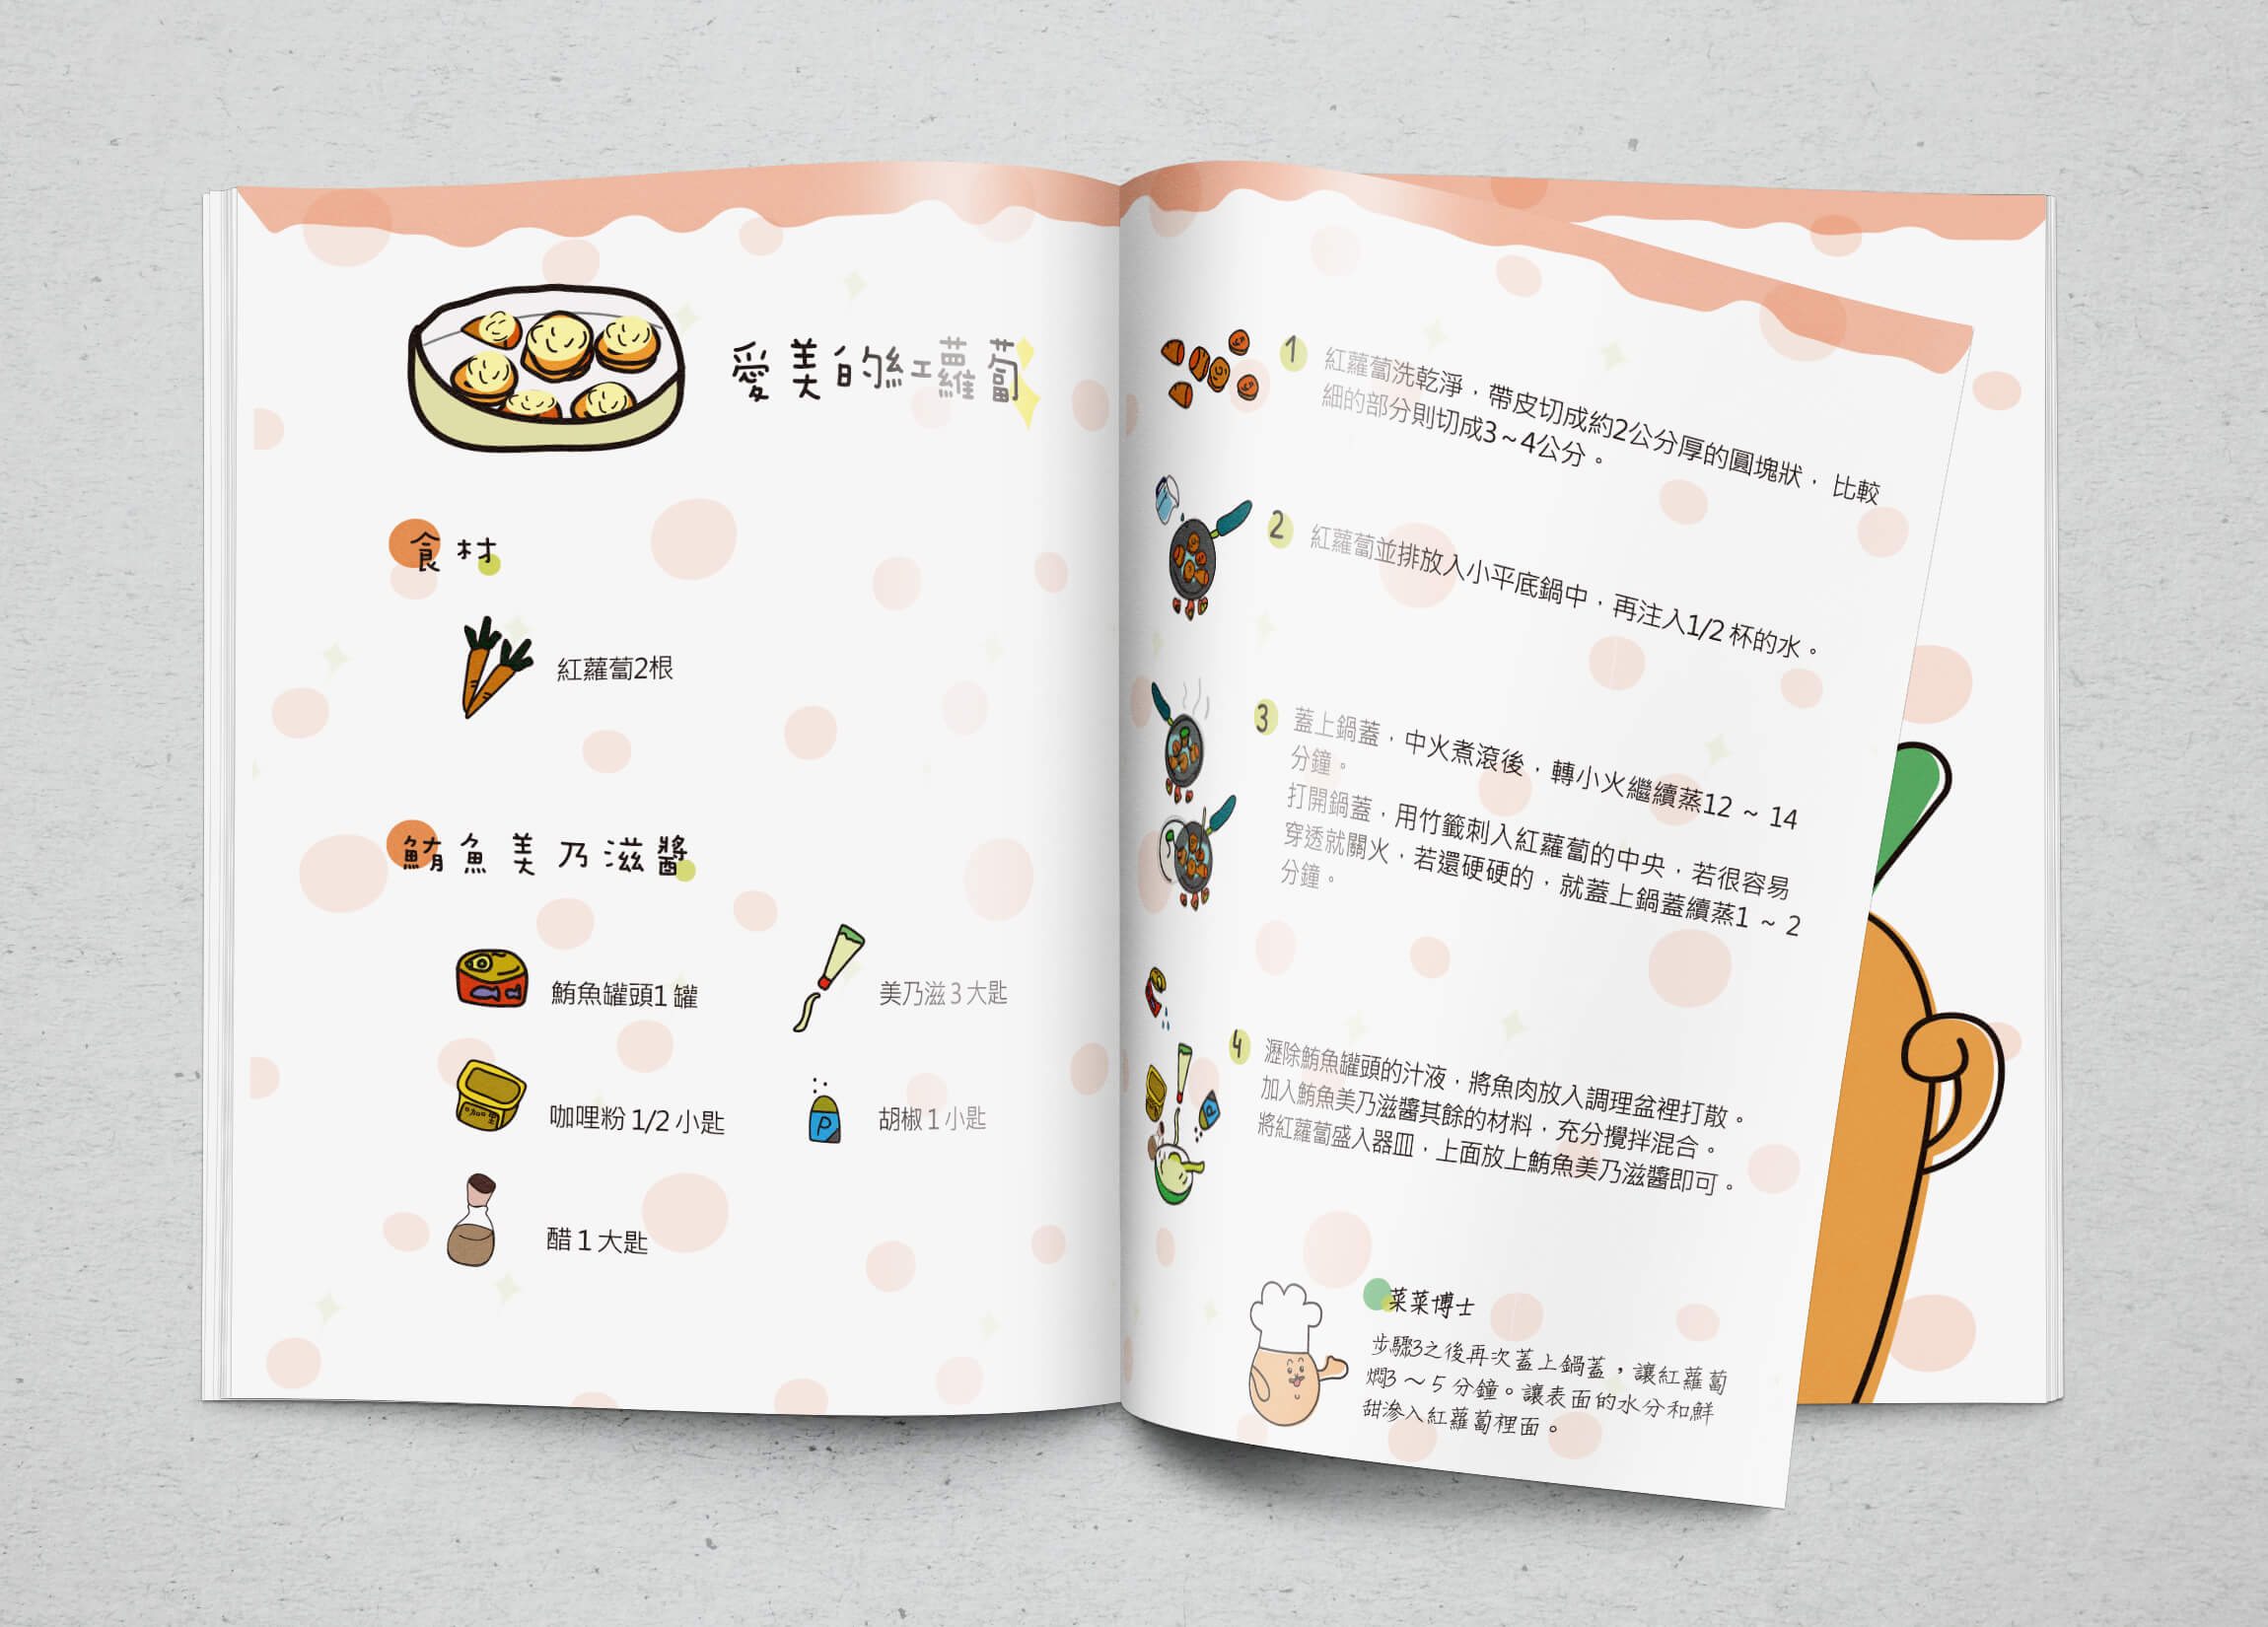 愛美的紅蘿蔔
食材
紅蘿蔔2根
鮪魚美乃滋醬
鮪魚罐頭1 罐
美乃滋 3 大匙
咖哩
咖哩粉 1/2 小匙
P
胡椒 1 小匙
醋 1 大匙
1
紅蘿蔔洗乾淨，帶皮切成約2公分厚的圓塊狀， 比較
細的部分則切成3~4公分。
2
紅蘿蔔並排放入小平底鍋中，再注入1/2 杯的水。
3
蓋上鍋蓋，中火煮滾後，轉小火繼續蒸12 ~ 14
分鐘。
打開鍋蓋，用竹籤刺入紅蘿蔔的中央，若很容易
穿透就關火，若還硬硬的，就蓋上鍋蓋續蒸1 ~ 2
分鐘。
4
瀝除鮪魚罐頭的汁液，將魚肉放入調理盆裡打散。
加入鮪魚美乃滋醬其餘的材料，充分攪拌混合。
將紅蘿蔔盛入器皿，上面放上鮪魚美乃滋醬即可。
P
菜菜博士
步驟3之後再次蓋上鍋蓋，讓紅蘿蔔
燜3 ～ 5 分鐘。讓表面的水分和鮮
甜滲入紅蘿蔔裡面。